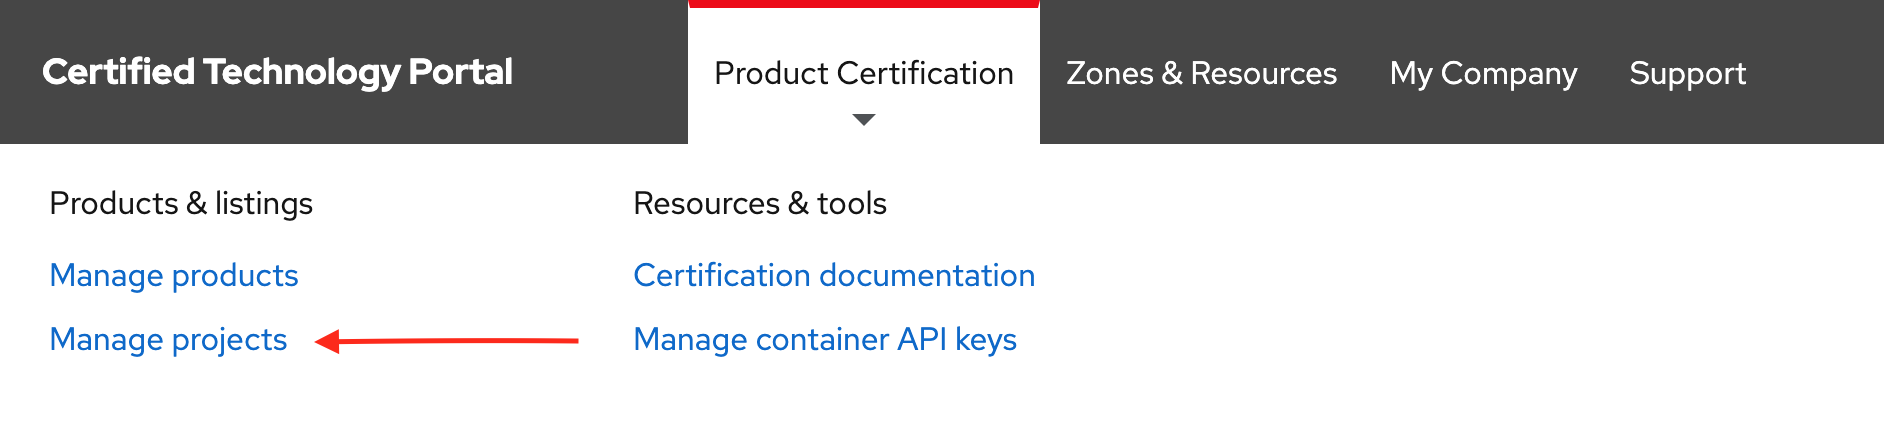 Certified Technology Portal
Product Certification
Zones & Resources
My Company
Support
Products & listings
Manage products
Manage projects
Resources & tools
Certification documentation
Manage container API keys